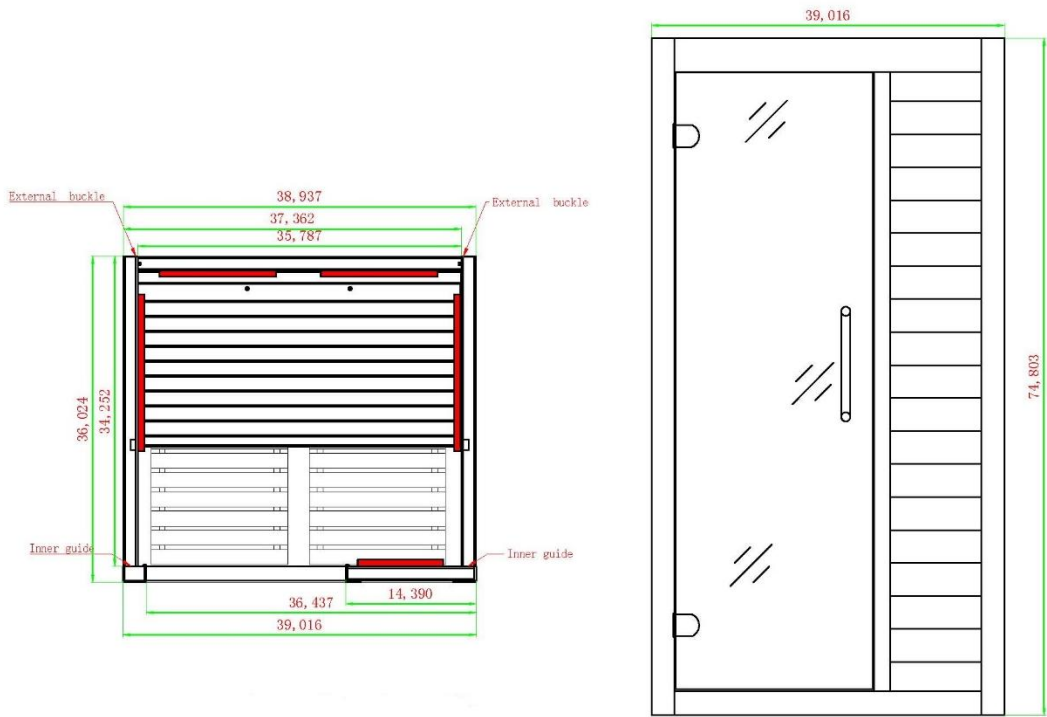 39,016
External buckle
38,937
External buckle
37,362
35,787
36,024
34,252
74,803
Inner guide
Inner guide
14,390
36,437
39,016